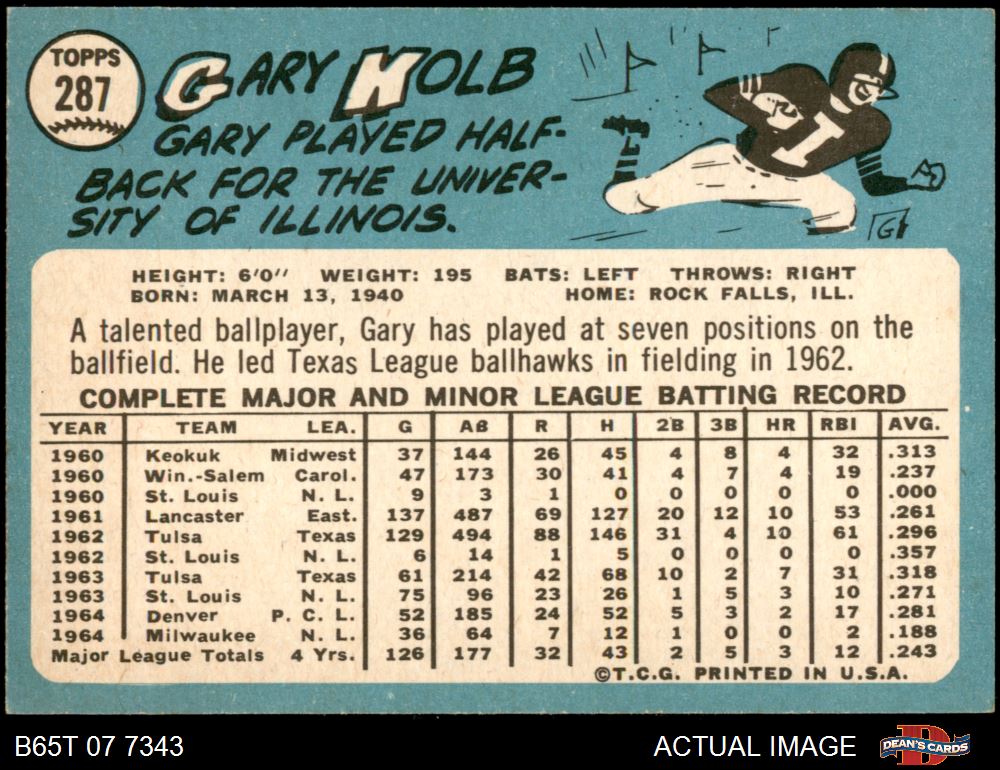 TOPPS
287
GARY KOLB
GARY PLAYED HALF-
BACK FOR THE UNIVER-
SITY OF ILLINOIS.
I
G
HEIGHT: 6'0" WEIGHT: 195 BATS: LEFT THROWS: RIGHT
BORN: MARCH 13, 1940 HOME: ROCK FALLS, ILL.
A talented ballplayer, Gary has played at seven positions on the
ballfield. He led Texas League ballhawks in fielding in 1962.
COMPLETE MAJOR AND MINOR LEAGUE BATTING RECORD
YEAR TEAM LEA. G AB R H 2B 3B HR RBI AVG.
1960 Keokuk Midwest 37 144 26 45 4 8 4 32 .313
1960 Win.-Salem Carol. 47 173 30 41 4 7 4 19 .237
1960 St. Louis N. L. 9 3 1 0 0 0 0 0 .000
1961 Lancaster East. 137 487 69 127 20 12 10 53 .261
1962 Tulsa Texas 129 494 88 146 31 4 10 61 .296
1962 St. Louis N. L. 6 14 1 5 0 0 0 0 .357
1963 Tulsa Texas 61 214 42 68 10 2 7 31 .318
1963 St. Louis N. L. 75 96 23 26 1 5 3 10 .271
1964 Denver P. C. L. 52 185 24 52 5 3 2 17 .281
1964 Milwaukee N. L. 36 64 7 12 1 0 0 2 .188
Major League Totals 4 Yrs. 126 177 32 43 2 5 3 12 .243
©T.C.G. PRINTED IN U.S.A.
B65T 07 7343 ACTUAL IMAGE DEAN'S CARDS